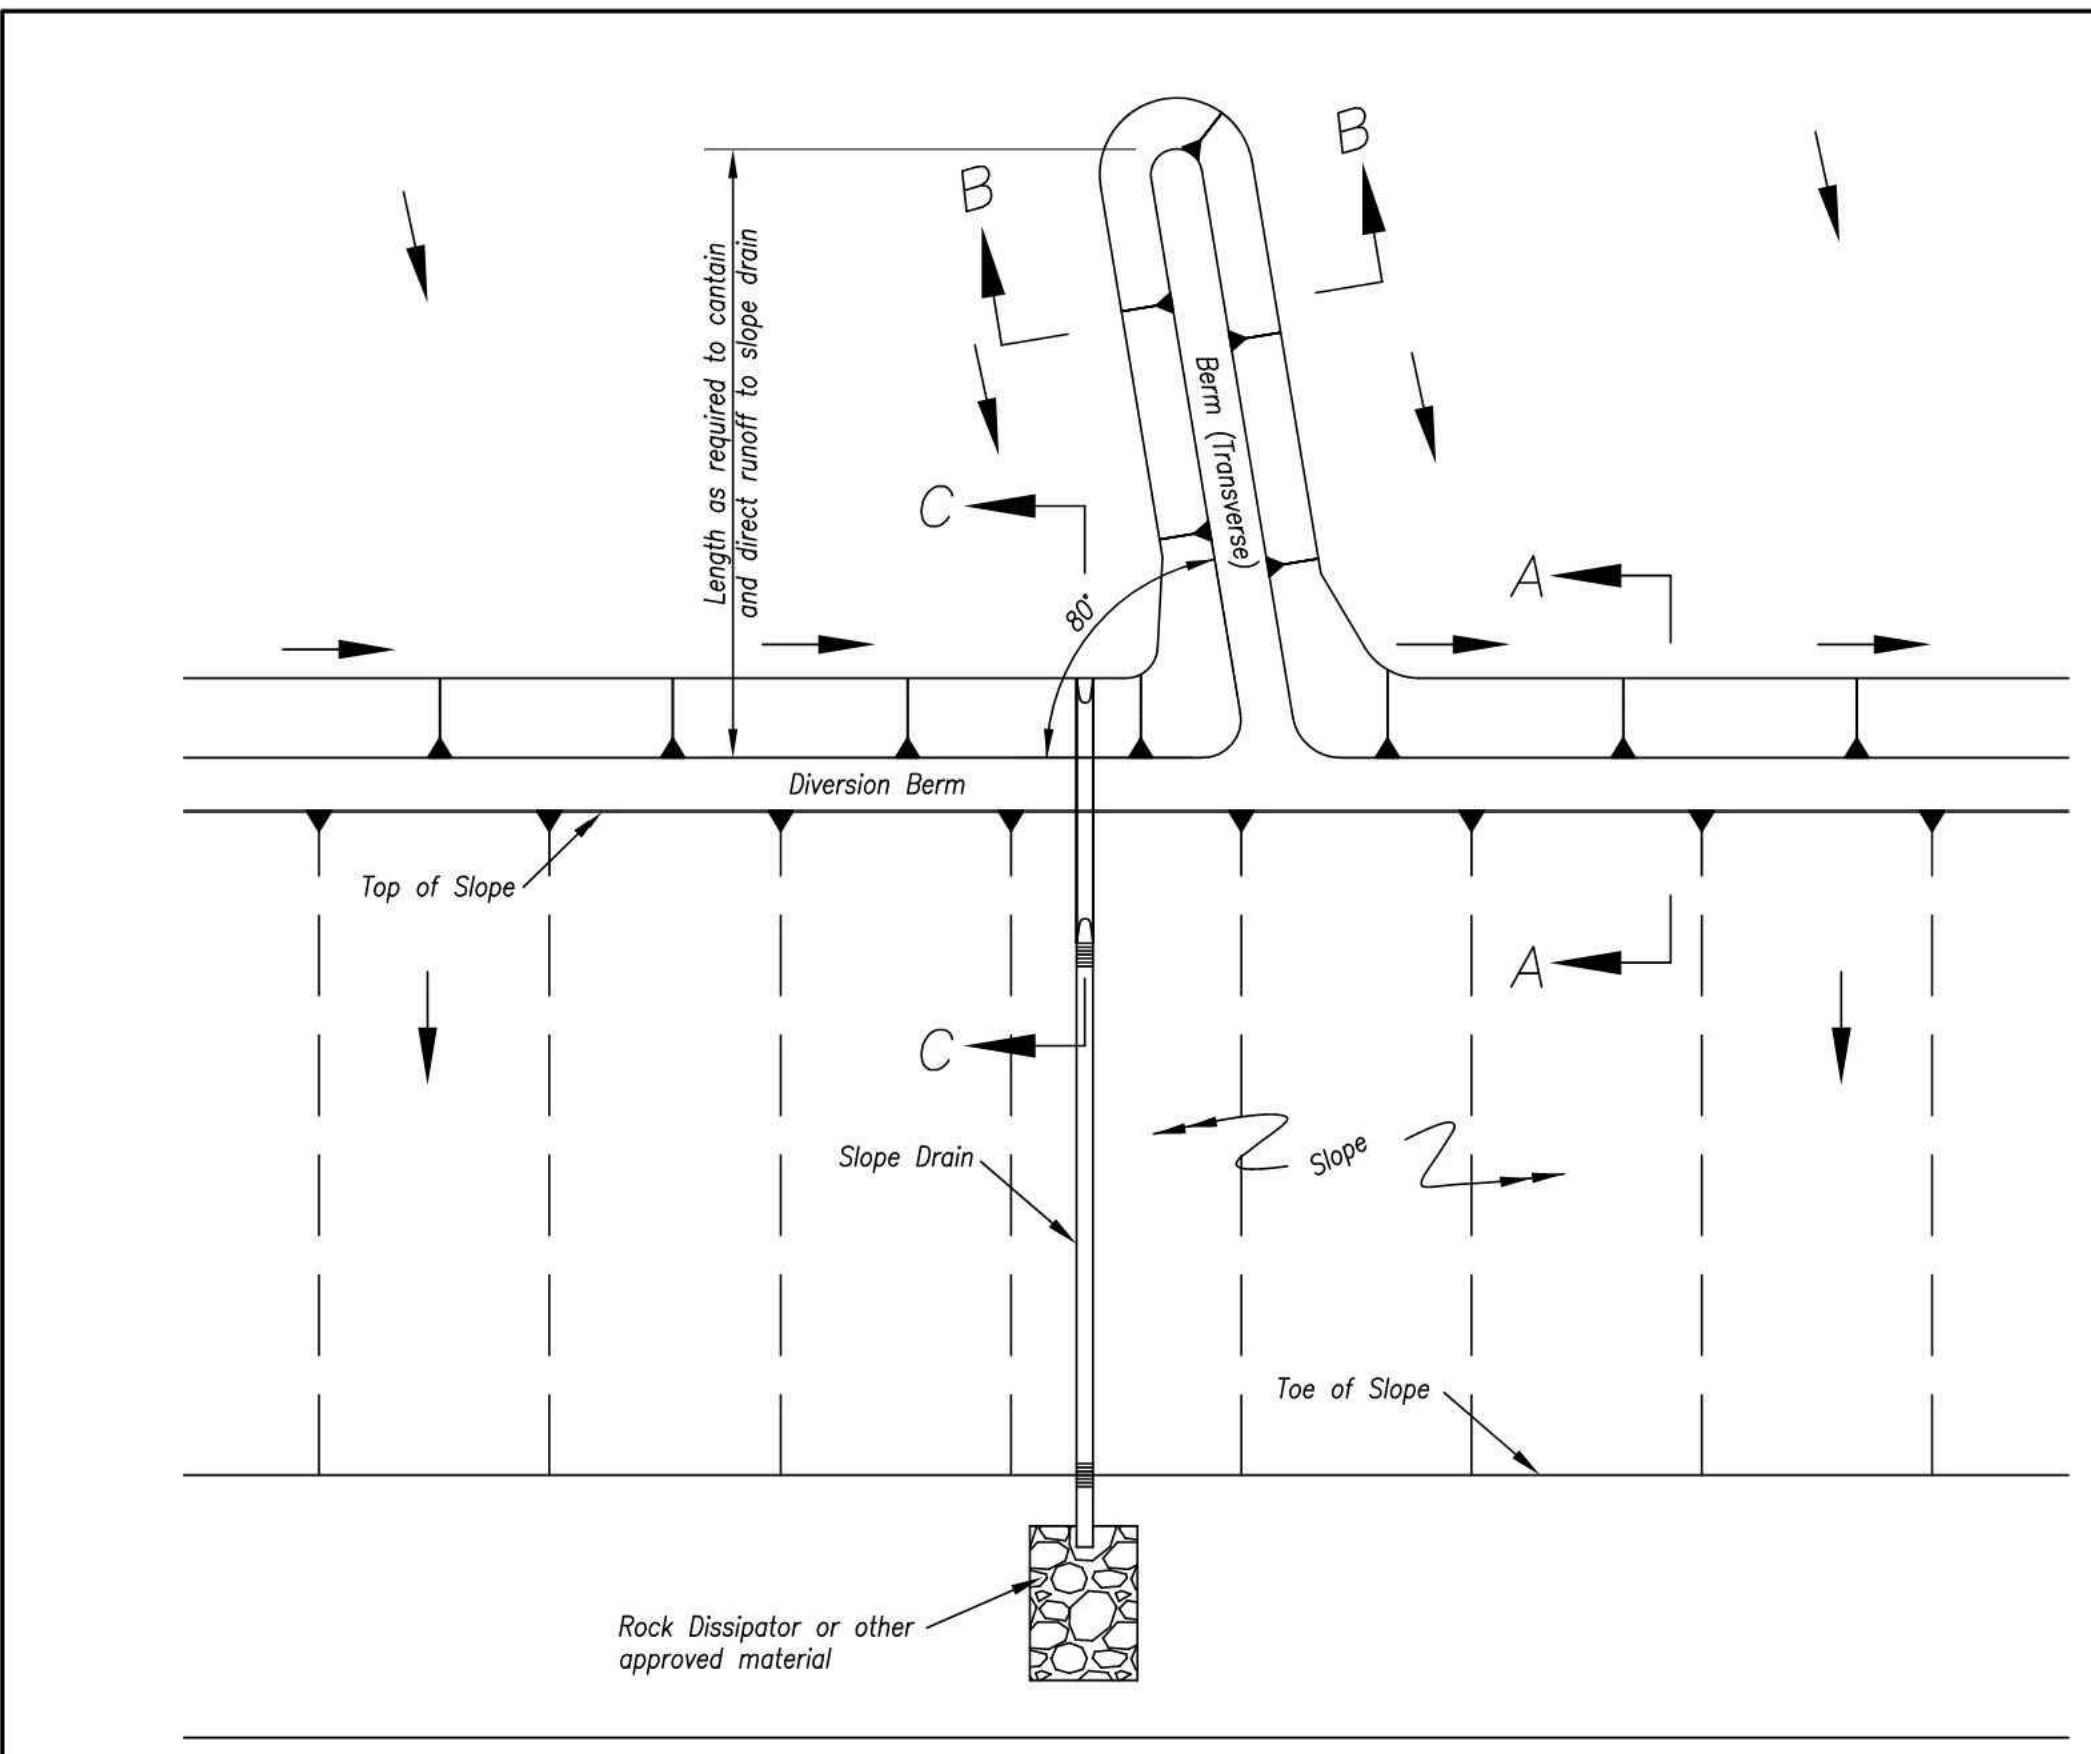 B
B
Length as required to cantain
and direct runoff to slope drain
Berm (Transverse)
C
A
80°
Diversion Berm
Top of Slope
A
C
Slope Drain
Slope
Toe of Slope
Rock Dissipator or other
approved material